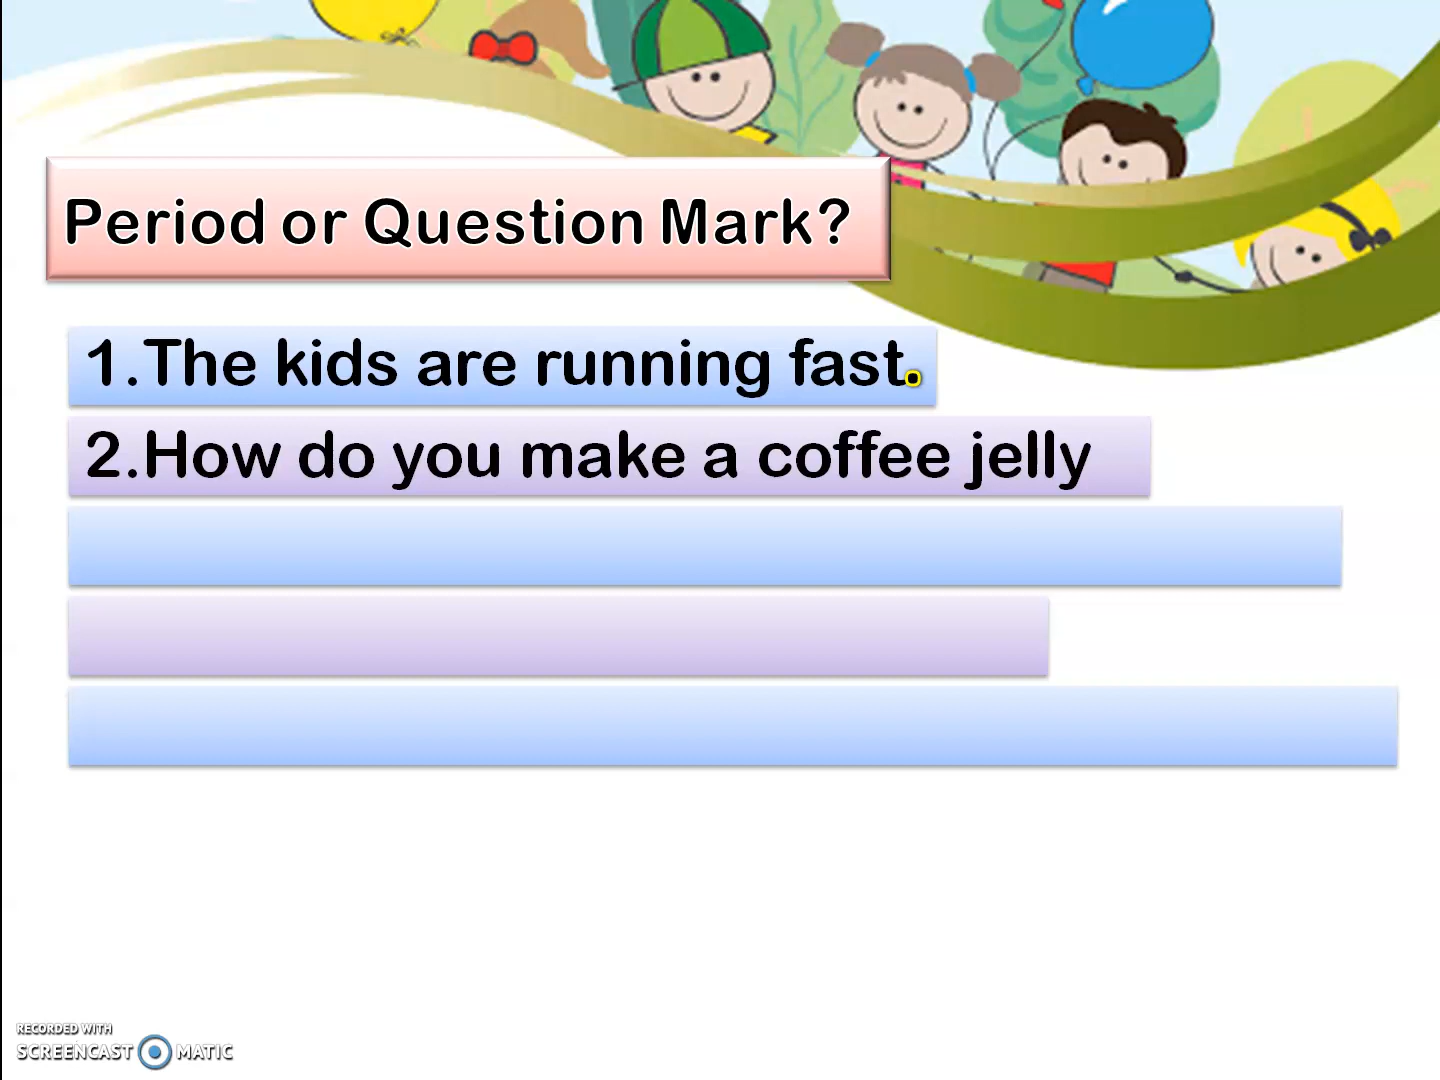 Period or Question Mark?
1.The kids are running fast.
2.How do you make a coffee jelly
RECORDED WITH
SCREENCAST MATIC